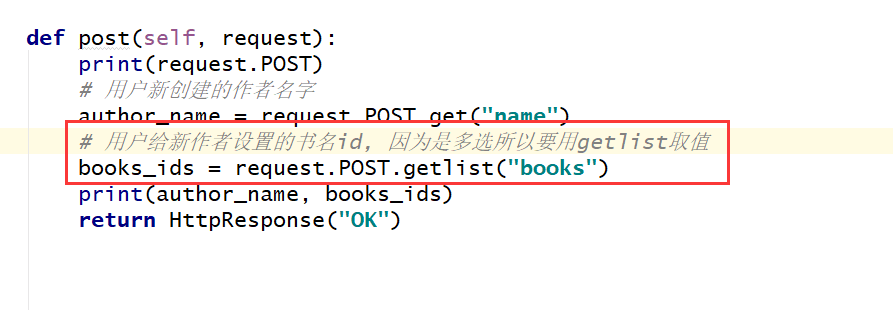 def post(self, request):
print(request.POST)
# 用户新创建的作者名字
author_name = request.POST.get("name")
# 用户给新作者设置的书名id, 因为是多选所以要用getlist取值
books_ids = request.POST.getlist("books")
print(author_name, books_ids)
return HttpResponse("OK")